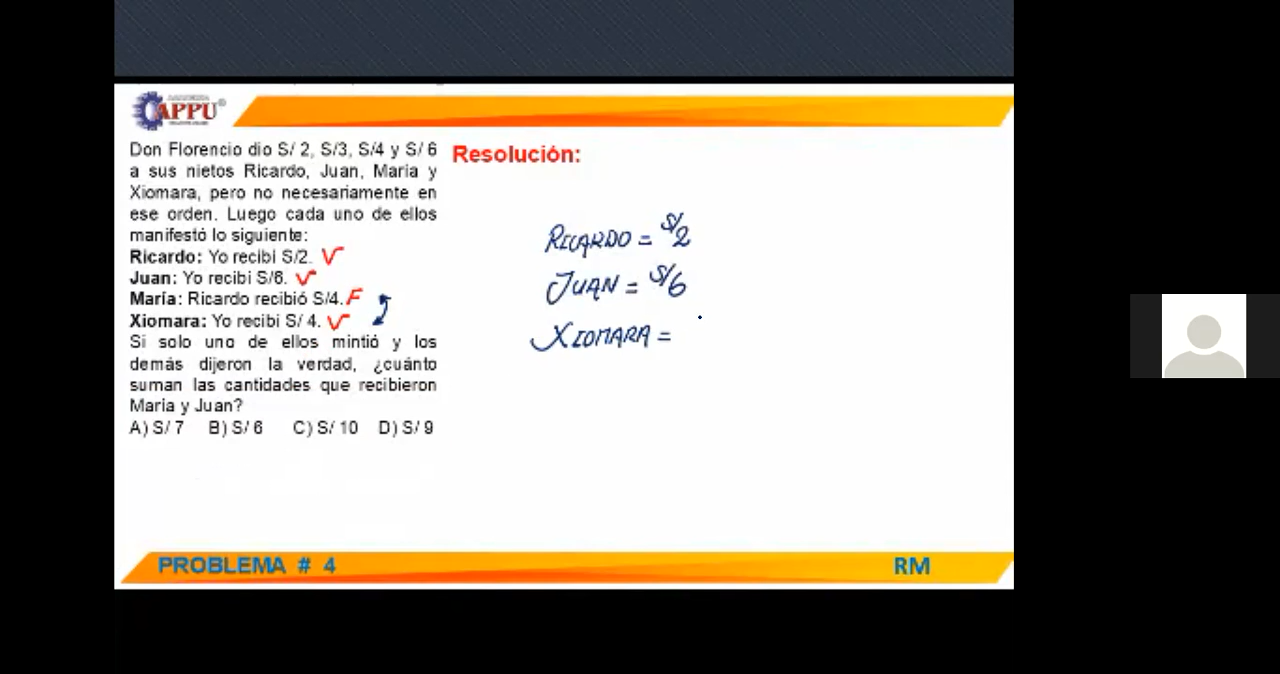 APPU®
Don Florencio dio S/ 2, S/3, S/4 y S/ 6
a sus nietos Ricardo, Juan, María y
Xiomara, pero no necesariamente en
ese orden. Luego cada uno de ellos
manifestó lo siguiente:
Ricardo: Yo recibí S/2. V
Juan: Yo recibí S/6. V
María: Ricardo recibió S/4. F
Xiomara: Yo recibí S/ 4. V
Si solo uno de ellos mintió y los
demás dijeron la verdad, ¿cuánto
suman las cantidades que recibieron
María y Juan?
A) S/ 7 B) S/ 6 C) S/ 10 D) S/ 9
Resolución:
RICARDO = S/2
JUAN = S/6
XIOMARA =
PROBLEMA # 4
RM